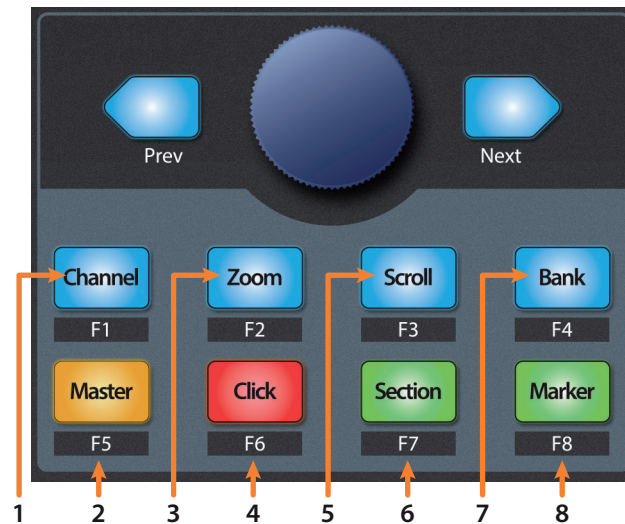 Prev Next
Channel Zoom Scroll Bank
F1 F2 F3 F4
Master Click Section Marker
F5 F6 F7 F8
1 2 3 4 5 6 7 8